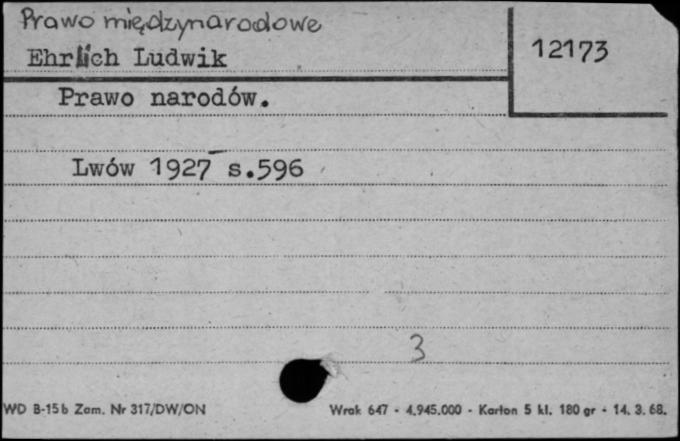 Prawo międzynarodowe
Ehrlich Ludwik
12173
Prawo narodów.
Lwów 1927 s.596
3
WD B-15b Zam. Nr 317/DW/ON
Wrak 647 - 4.945.000 - Karton 5 kl. 180 gr - 14. 3. 68.